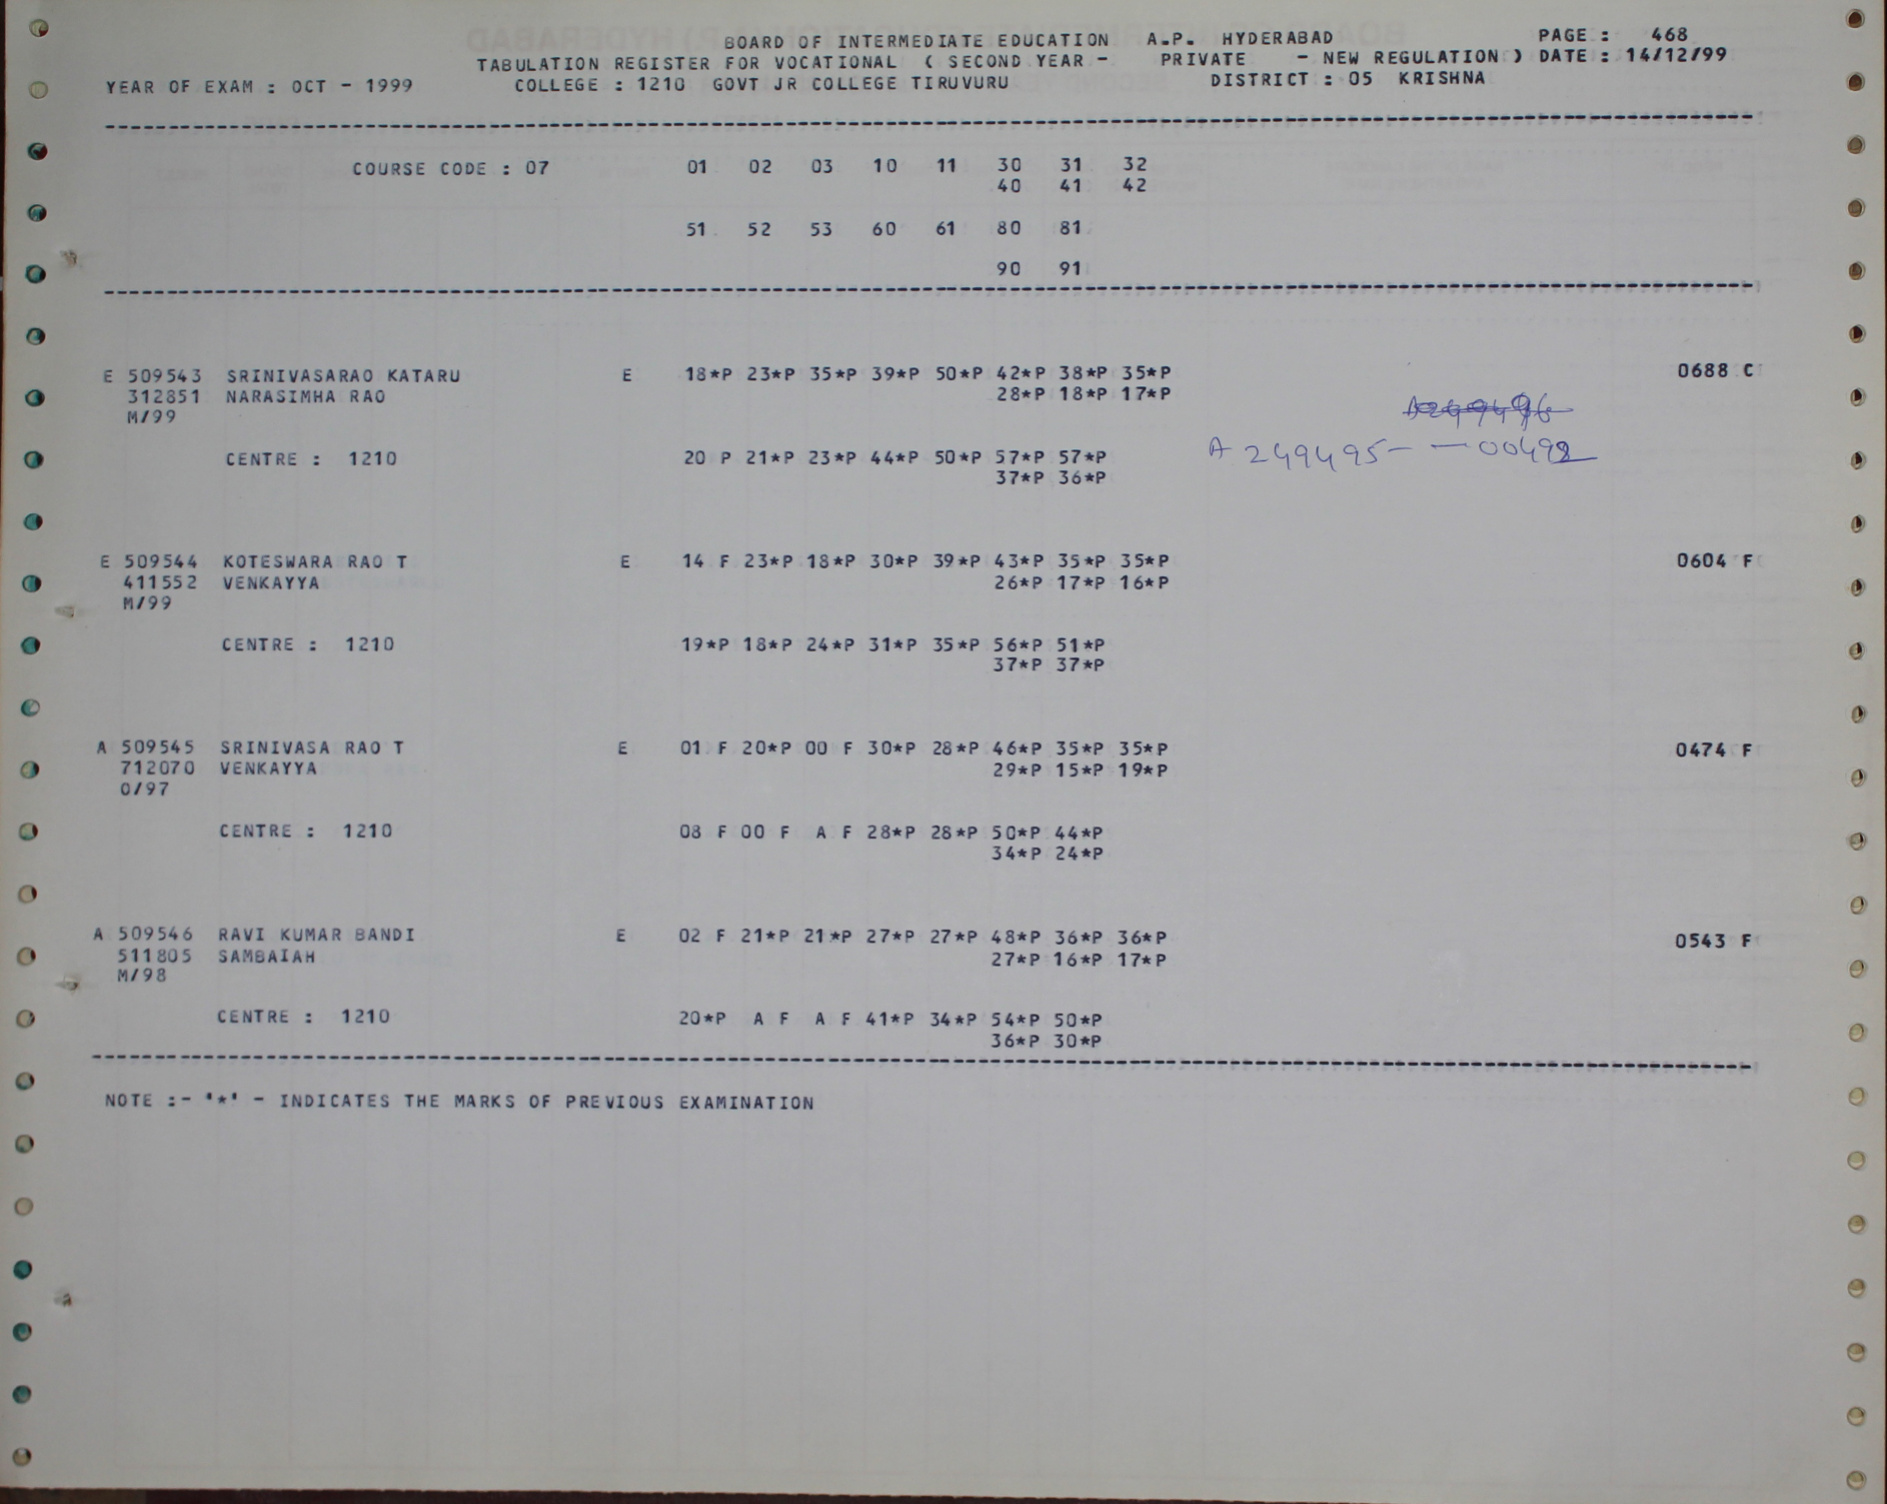 BOARD OF INTERMEDIATE EDUCATION A.P. HYDERABAD PAGE : 468
TABULATION REGISTER FOR VOCATIONAL ( SECOND YEAR - PRIVATE - NEW REGULATION ) DATE : 14/12/99
YEAR OF EXAM : OCT - 1999 COLLEGE : 1210 GOVT JR COLLEGE TIRUVURU DISTRICT : 05 KRISHNA
COURSE CODE : 07 01 02 03 10 11 30 31 32
40 41 42
51 52 53 60 61 80 81
90 91
E 509543 SRINIVASARAO KATARU E 18*P 23*P 35*P 39*P 50*P 42*P 38*P 35*P 0688 C
312851 NARASIMHA RAO 28*P 18*P 17*P
M/99
CENTRE : 1210 20 P 21*P 23*P 44*P 50*P 57*P 57*P A 249495- - 00492
37*P 36*P
E 509544 KOTESWARA RAO T E 14 F 23*P 18*P 30*P 39*P 43*P 35*P 35*P 0604 F
411552 VENKAYYA 26*P 17*P 16*P
M/99
CENTRE : 1210 19*P 18*P 24*P 31*P 35*P 56*P 51*P
37*P 37*P
A 509545 SRINIVASA RAO T E 01 F 20*P 00 F 30*P 28*P 46*P 35*P 35*P 0474 F
712070 VENKAYYA 29*P 15*P 19*P
O/97
CENTRE : 1210 08 F 00 F A F 28*P 28*P 50*P 44*P
34*P 24*P
A 509546 RAVI KUMAR BANDI E 02 F 21*P 21*P 27*P 27*P 48*P 36*P 36*P 0543 F
511805 SAMBAIAH 27*P 16*P 17*P
M/98
CENTRE : 1210 20*P A F A F 41*P 34*P 54*P 50*P
36*P 30*P
NOTE :- '*' - INDICATES THE MARKS OF PREVIOUS EXAMINATION